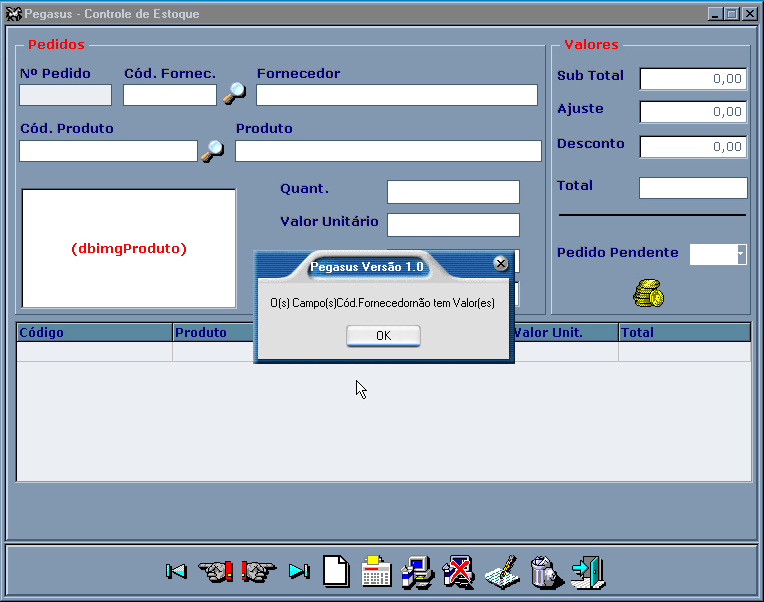 Pegasus - Controle de Estoque
Pedidos
Nº Pedido Cód. Fornec. Fornecedor
Cód. Produto Produto
(dbimgProduto)
Quant.
Valor Unitário
Valores
Sub Total 0,00
Ajuste 0,00
Desconto 0,00
Total
Pedido Pendente
Pegasus Versão 1.0
O(s) Campo(s)Cód.Fornecedornão tem Valor(es)
OK
Código Produto Valor Unit. Total